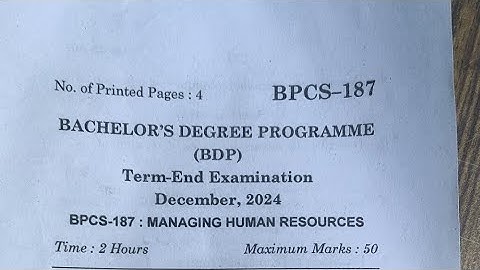 No. of Printed Pages : 4 BPCS–187
BACHELOR'S DEGREE PROGRAMME
(BDP)
Term-End Examination
December, 2024
BPCS-187 : MANAGING HUMAN RESOURCES
Time : 2 Hours Maximum Marks : 50